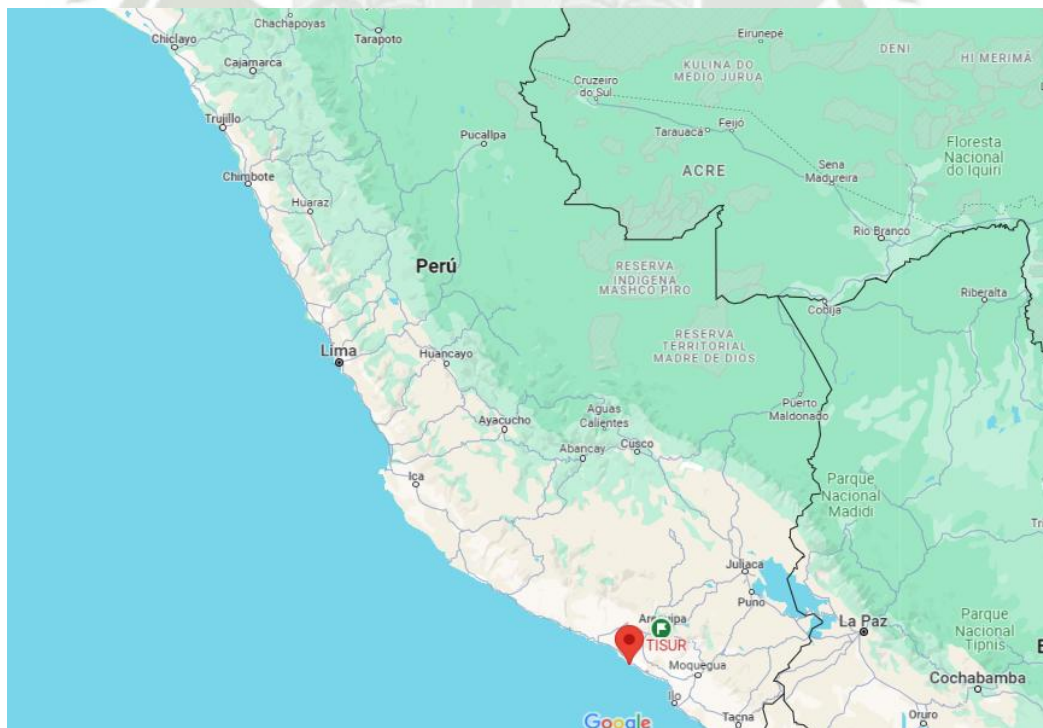 Chachapoyas
Chiclayo
Tarapoto
Eirunepé
DENI
HI MERIMÃ
KULINA DO
MEDIO JURUA
Cajamarca
Cruzeiro
do Sul
Trujillo
Pucallpa
Tarauacá
Feijó
Floresta
Nacional
do Iquiri
Chimbote
ACRE
Sena
Madureira
Huaraz
Rio Branco
Perú
RESERVA
INDIGENA
MASHCO PIRO
Riberalta
Cobija
RESERVA
TERRITORIAL
MADRE DE DIOS
Lima
Huancayo
Puerto
Maldonado
Ayacucho
Aguas
Calientes
Abancay
Cusco
Ica
Parque
Nacional
Madidi
Juliaca
Puno
La Paz
Parque
Nacional
Tipnis
TISUR
Moquegua
Cochabamba
Ilo
Tacna
Oruro
Google